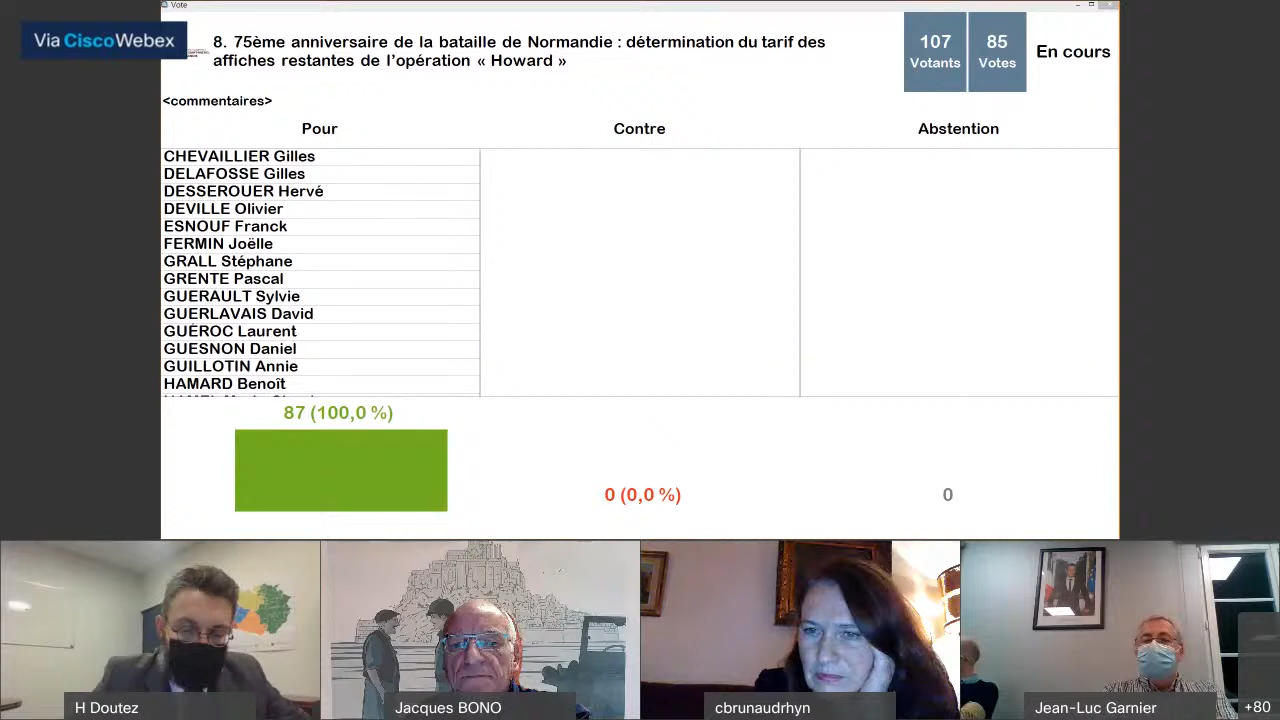 Vote
Via Cisco Webex
8. 75ème anniversaire de la bataille de Normandie : détermination du tarif des
affiches restantes de l'opération « Howard »
107
Votants
85
Votes
En cours
<commentaires>
Pour
Contre
Abstention
CHEVAILLIER Gilles
DELAFOSSE Gilles
DESSEROUER Hervé
DEVILLE Olivier
ESNOUF Franck
FERMIN Joëlle
GRALL Stéphane
GRENTE Pascal
GUERAULT Sylvie
GUERLAVAIS David
GUÉROC Laurent
GUESNON Daniel
GUILLOTIN Annie
HAMARD Benoît
87 (100,0 %)
0 (0,0 %)
0
H Doutez
Jacques BONO
cbrunaudrhyn
Jean-Luc Garnier
+80